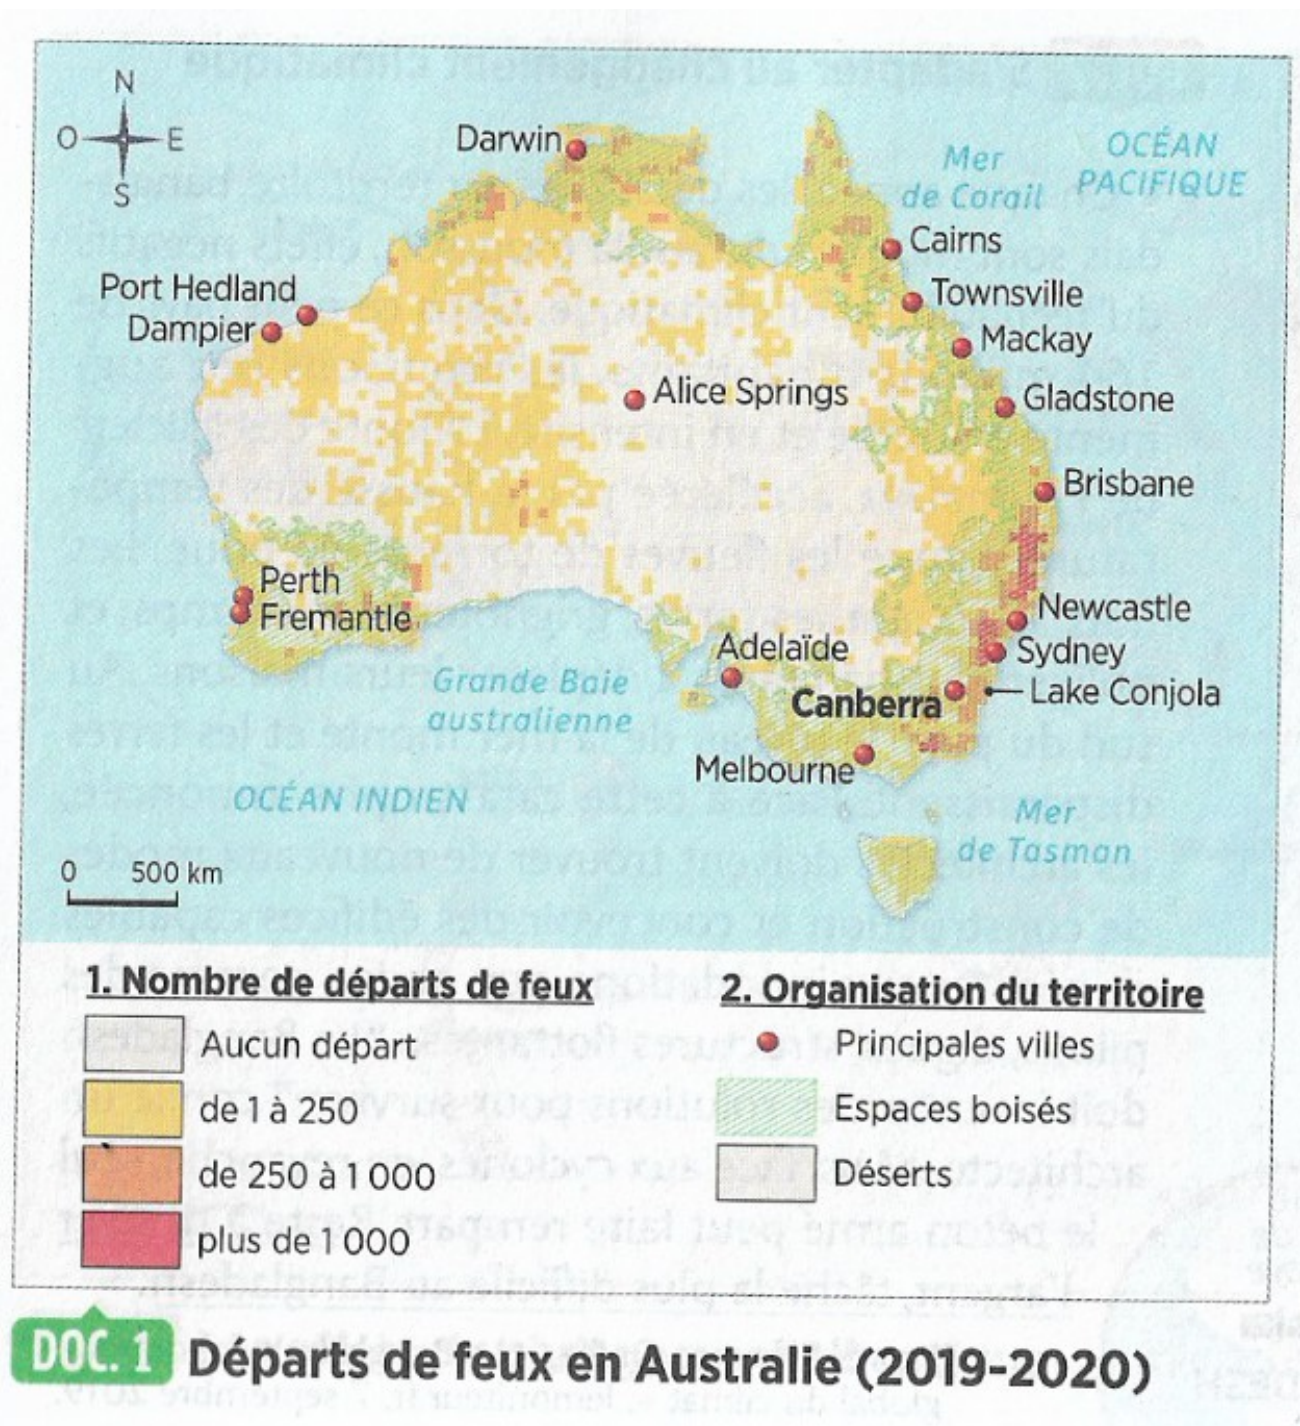 N
O
E
S
Darwin
Mer
de Corail
OCÉAN
PACIFIQUE
Cairns
Port Hedland
Dampier
Townsville
Mackay
Alice Springs
Gladstone
Brisbane
Perth
Fremantle
Newcastle
Adelaïde
Sydney
Canberra
Lake Conjola
Grande Baie
australienne
Melbourne
OCÉAN INDIEN
Mer
de Tasman
0 500 km
1. Nombre de départs de feux
Aucun départ
de 1 à 250
de 250 à 1 000
plus de 1 000
2. Organisation du territoire
Principales villes
Espaces boisés
Déserts
DOC. 1 Départs de feux en Australie (2019-2020)